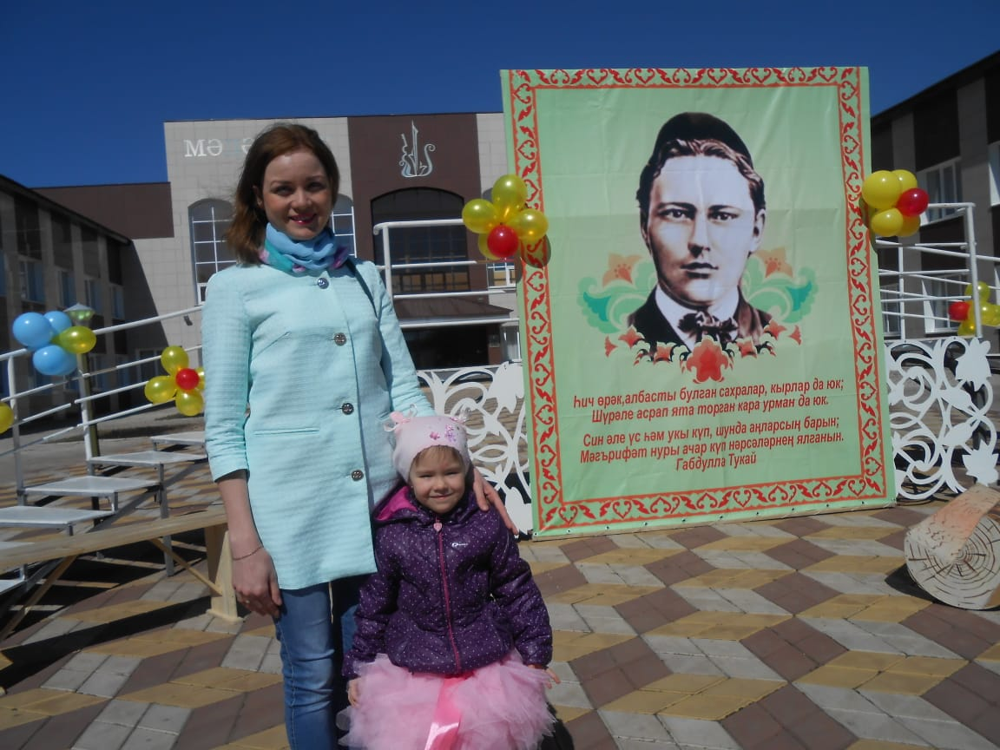 МӘ
Һич өрәк,албасты булган сахралар, кырлар да юк;
Шүрәле асрап ята торган кара урман да юк.
Син әле үс һәм укы күп, шунда аңларсың барын;
Мәгърифәт нуры ачар күп нәрсәләрнең ялганын.
Габдулла Тукай